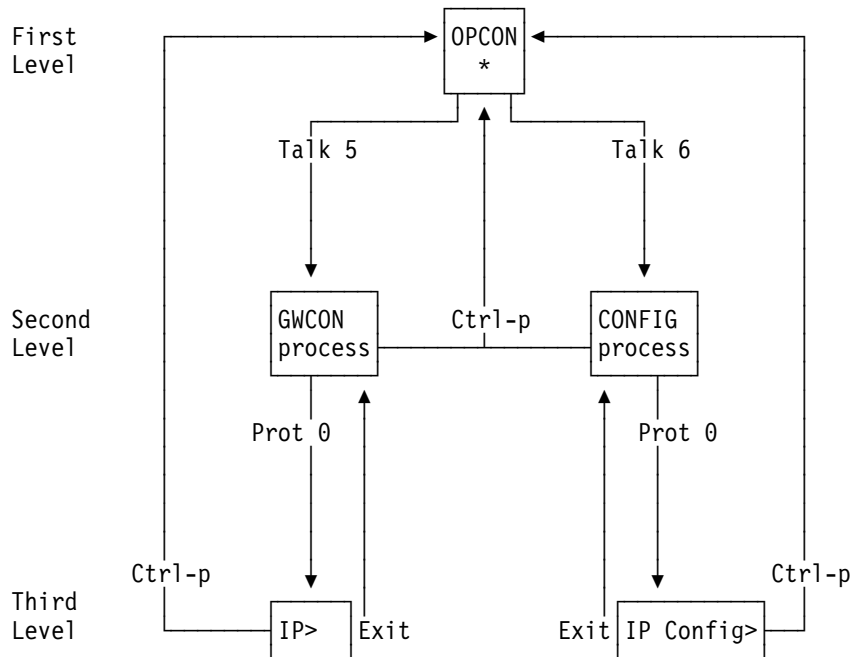 First
Level
OPCON
*
Talk 5
Talk 6
Second
Level
GWCON
process
Ctrl-p
CONFIG
process
Prot 0
Prot 0
Ctrl-p
Ctrl-p
Third
Level
IP>
Exit
Exit
IP Config>